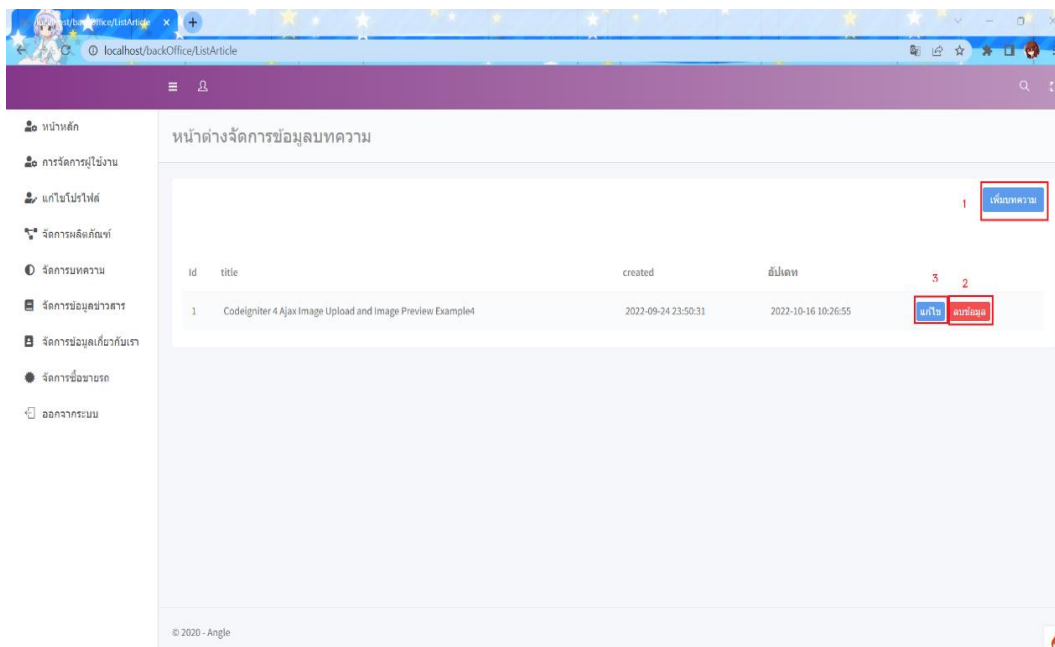 localhost/backOffice/ListArticle
หน้าหลัก
การจัดการผู้ใช้งาน
แก้ไขโปรไฟล์
จัดการผลิตภัณฑ์
จัดการบทความ
จัดการข้อมูลข่าวสาร
จัดการข้อมูลเกี่ยวกับเรา
จัดการซื้อขายรถ
ออกจากระบบ
หน้าต่างจัดการข้อมูลบทความ
1 เพิ่มบทความ
Id title created อัปเดท
3 2
1 Codeigniter 4 Ajax Image Upload and Image Preview Example4 2022-09-24 23:50:31 2022-10-16 10:26:55 แก้ไข ลบข้อมูล
© 2020 - Angle